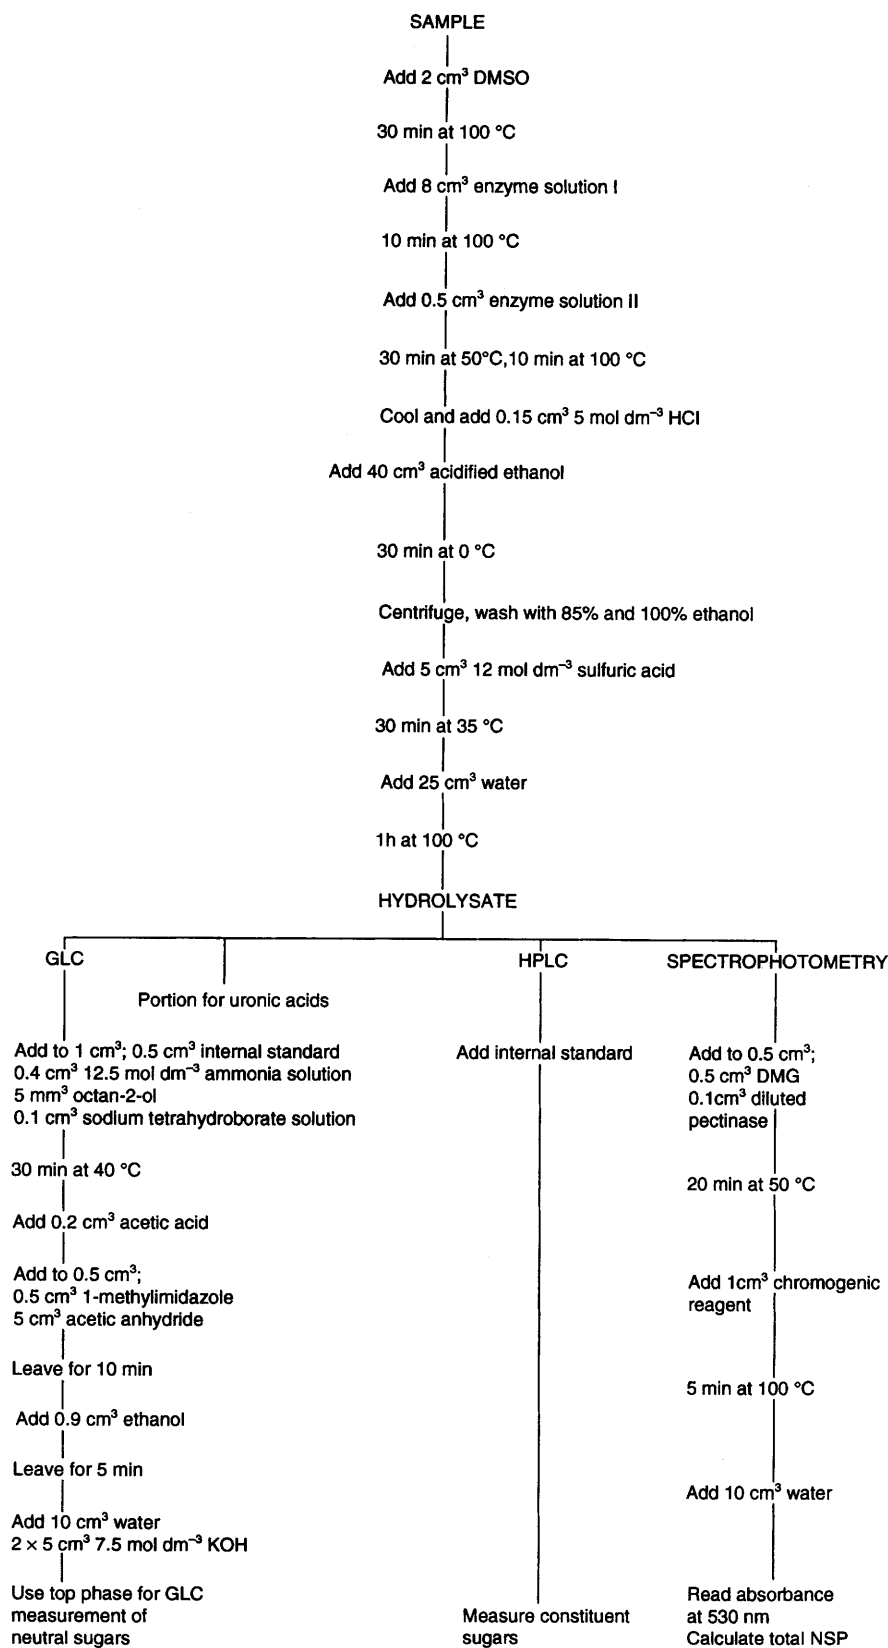 SAMPLE
Add 2 cm³ DMSO
30 min at 100 °C
Add 8 cm³ enzyme solution I
10 min at 100 °C
Add 0.5 cm³ enzyme solution II
30 min at 50°C,10 min at 100 °C
Cool and add 0.15 cm³ 5 mol dm⁻³ HCl
Add 40 cm³ acidified ethanol
30 min at 0 °C
Centrifuge, wash with 85% and 100% ethanol
Add 5 cm³ 12 mol dm⁻³ sulfuric acid
30 min at 35 °C
Add 25 cm³ water
1h at 100 °C
HYDROLYSATE
GLC
Portion for uronic acids
Add to 1 cm³; 0.5 cm³ internal standard
0.4 cm³ 12.5 mol dm⁻³ ammonia solution
5 mm³ octan-2-ol
0.1 cm³ sodium tetrahydroborate solution
30 min at 40 °C
Add 0.2 cm³ acetic acid
Add to 0.5 cm³;
0.5 cm³ 1-methylimidazole
5 cm³ acetic anhydride
Leave for 10 min
Add 0.9 cm³ ethanol
Leave for 5 min
Add 10 cm³ water
2 × 5 cm³ 7.5 mol dm⁻³ KOH
Use top phase for GLC
measurement of
neutral sugars
HPLC
Add internal standard
Measure constituent
sugars
SPECTROPHOTOMETRY
Add to 0.5 cm³;
0.5 cm³ DMG
0.1cm³ diluted
pectinase
20 min at 50 °C
Add 1cm³ chromogenic
reagent
5 min at 100 °C
Add 10 cm³ water
Read absorbance
at 530 nm
Calculate total NSP